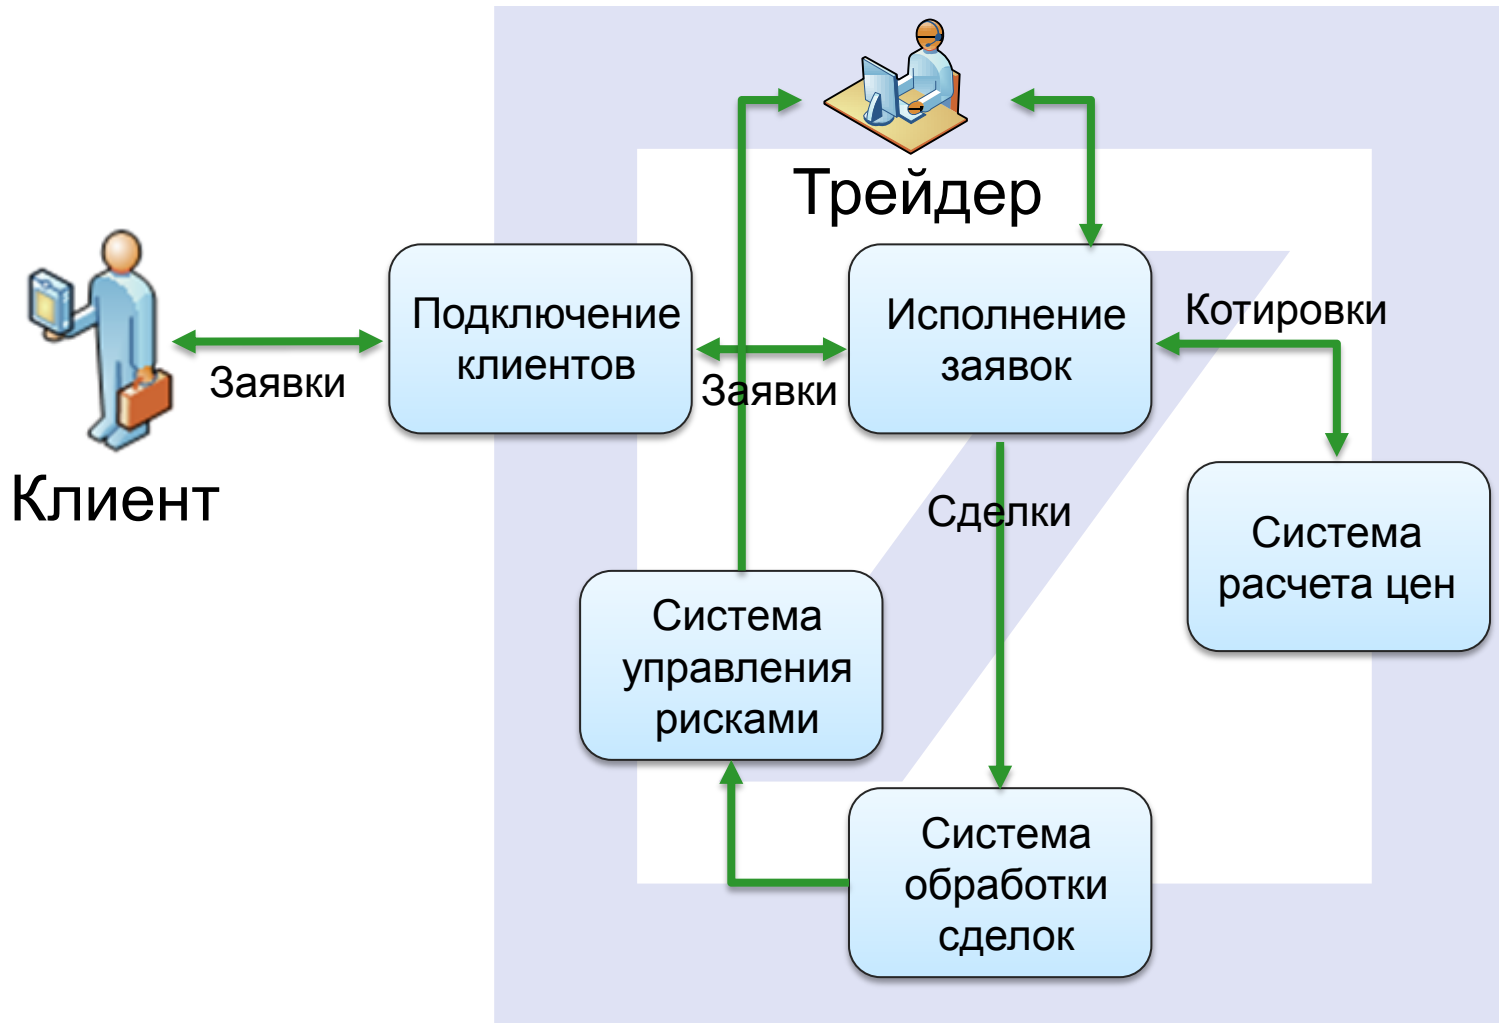 Трейдер
Подключение
клиентов
Исполнение
заявок
Котировки
Заявки
Заявки
Клиент
Сделки
Система
расчета цен
Система
управления
рисками
Система
обработки
сделок